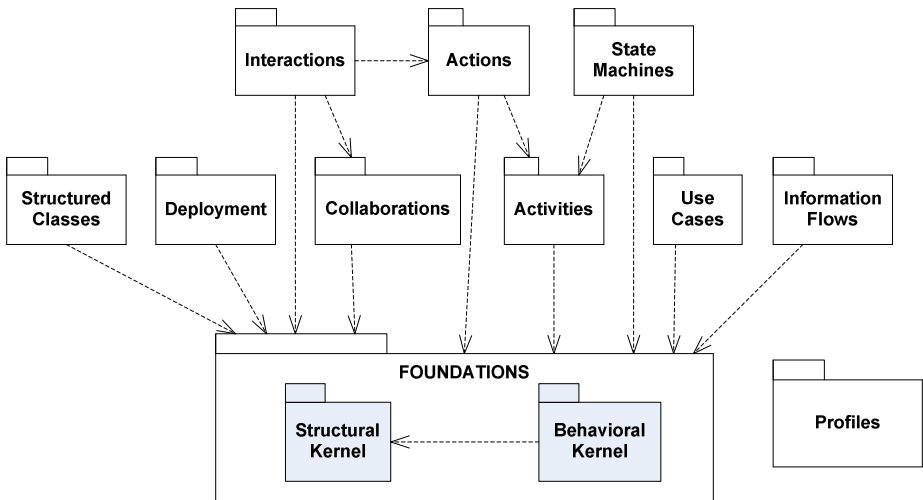 Interactions
Actions
State
Machines
Structured
Classes
Deployment
Collaborations
Activities
Use
Cases
Information
Flows
FOUNDATIONS
Structural
Kernel
Behavioral
Kernel
Profiles